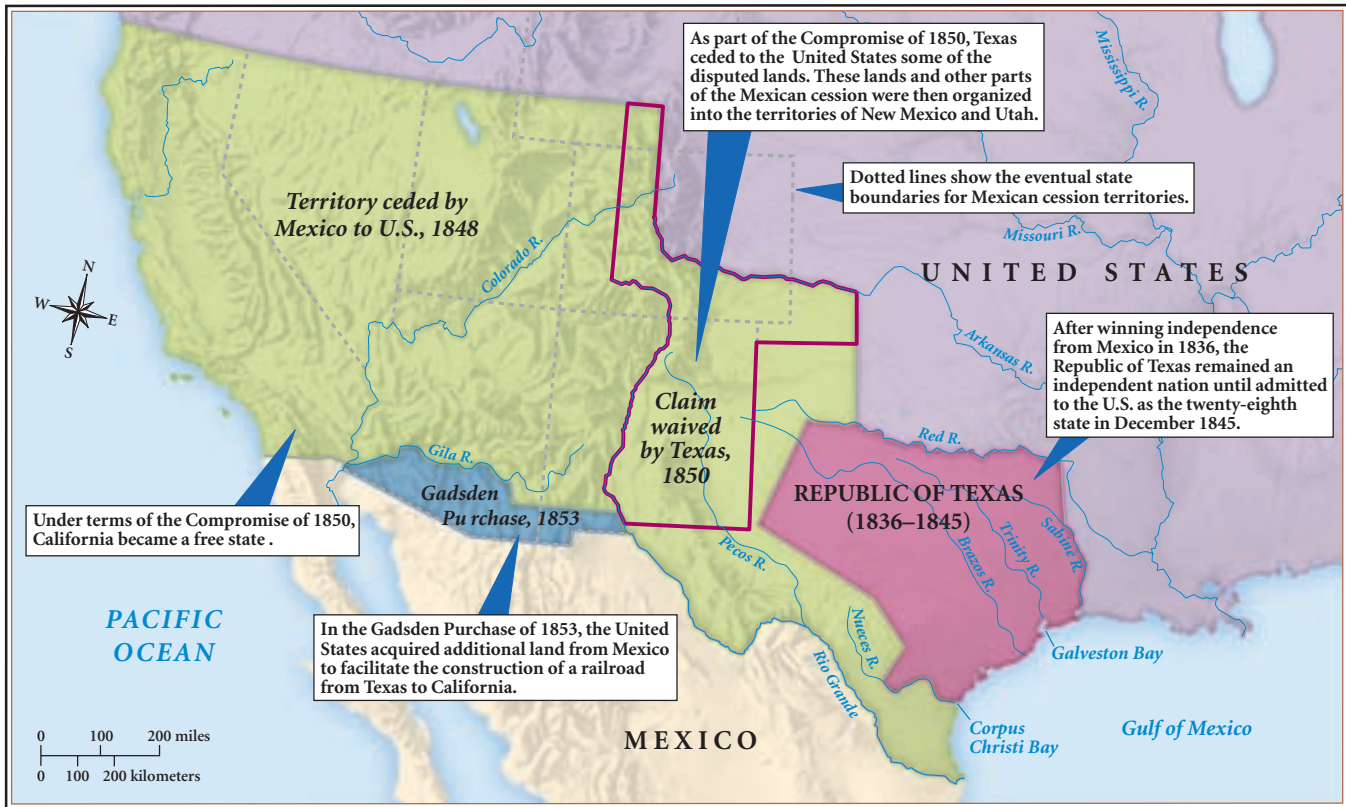 As part of the Compromise of 1850, Texas
ceded to the United States some of the
disputed lands. These lands and other parts
of the Mexican cession were then organized
into the territories of New Mexico and Utah.
Mississippi R.
Dotted lines show the eventual state
boundaries for Mexican cession territories.
Territory ceded by
Mexico to U.S., 1848
Colorado R.
Missouri R.
UNITED STATES
N
W
E
S
Arkansas R.
After winning independence
from Mexico in 1836, the
Republic of Texas remained an
independent nation until admitted
to the U.S. as the twenty-eighth
state in December 1845.
Claim
waived
by Texas,
1850
Red R.
Gila R.
Gadsden
Pu rchase, 1853
REPUBLIC OF TEXAS
(1836–1845)
Under terms of the Compromise of 1850,
California became a free state .
Pecos R.
Brazos R.
Trinity R.
Sabine R.
PACIFIC
OCEAN
In the Gadsden Purchase of 1853, the United
States acquired additional land from Mexico
to facilitate the construction of a railroad
from Texas to California.
Nueces R.
Rio Grande
Galveston Bay
MEXICO
Corpus
Christi Bay
Gulf of Mexico
0 100 200 miles
0 100 200 kilometers